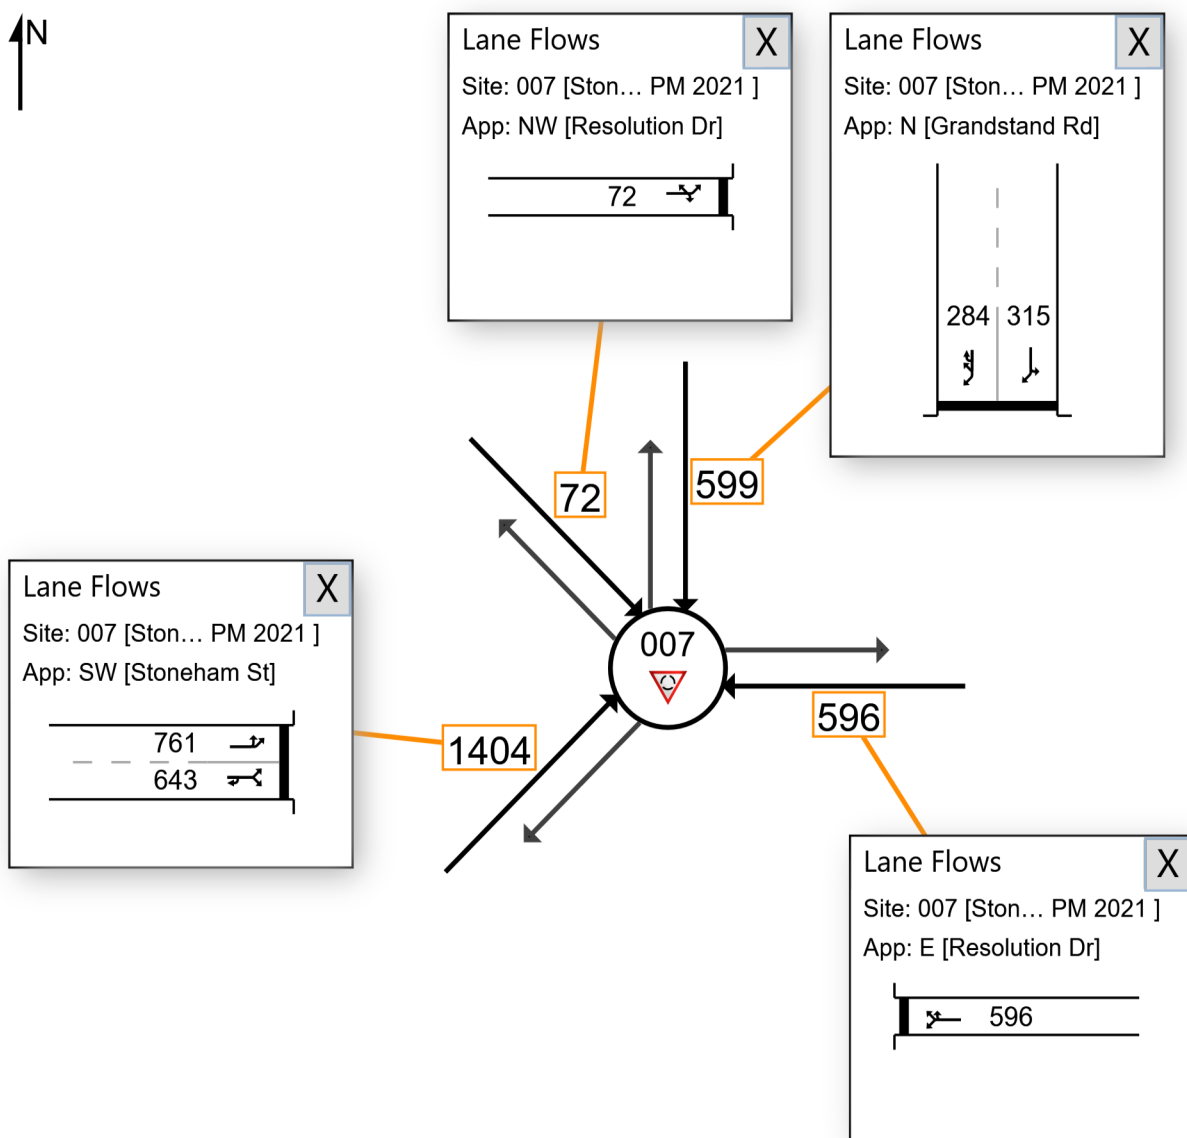 N
Lane Flows
X
Site: 007 [Ston... PM 2021 ]
App: NW [Resolution Dr]
72
Lane Flows
X
Site: 007 [Ston... PM 2021 ]
App: N [Grandstand Rd]
284 315
72
599
Lane Flows
X
Site: 007 [Ston... PM 2021 ]
App: SW [Stoneham St]
761
643
007
1404
596
Lane Flows
X
Site: 007 [Ston... PM 2021 ]
App: E [Resolution Dr]
596